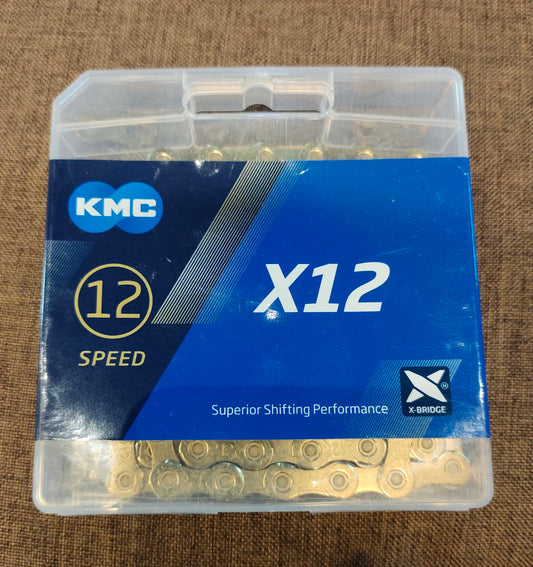 KMC
12
SPEED
X12
Superior Shifting Performance
X-BRIDGE
®